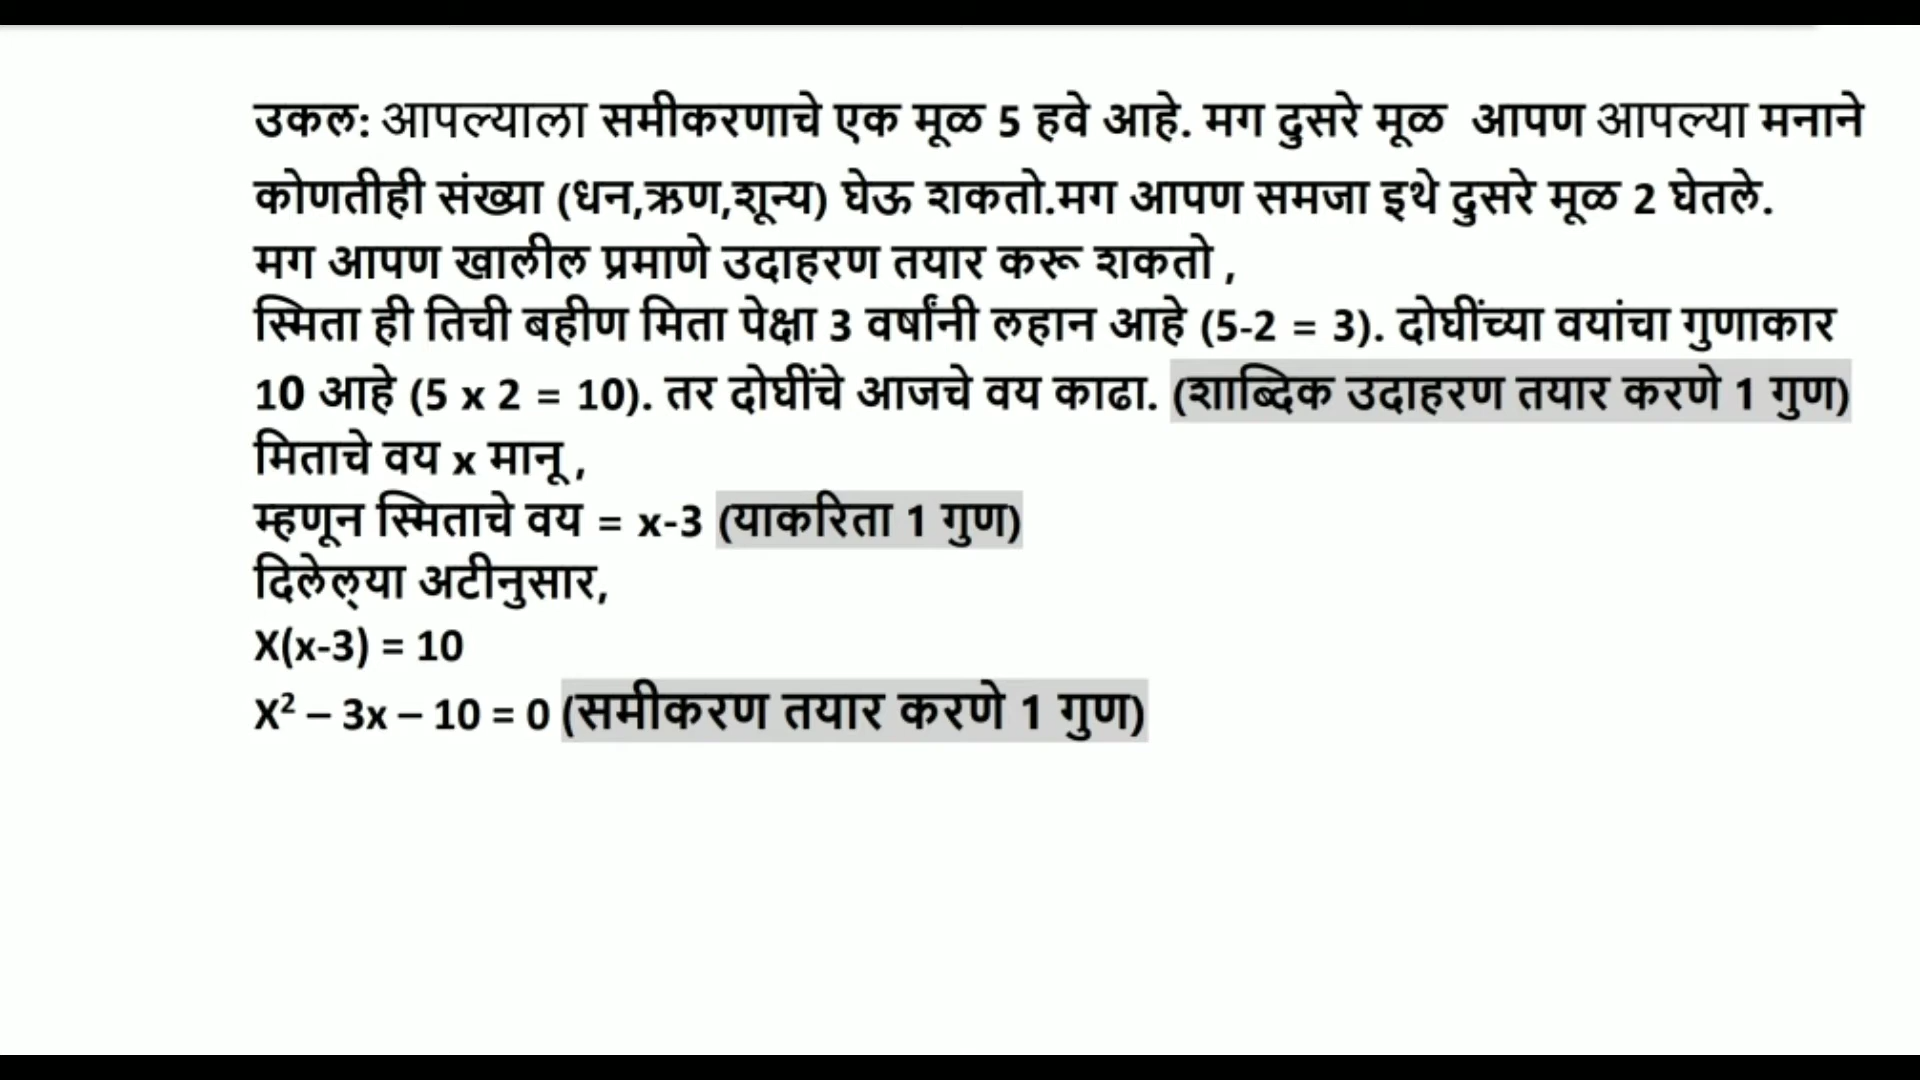 उकल: आपल्याला समीकरणाचे एक मूळ 5 हवे आहे. मग दुसरे मूळ आपण आपल्या मनाने
कोणतीही संख्या (धन,ऋण,शून्य) घेऊ शकतो.मग आपण समजा इथे दुसरे मूळ 2 घेतले.
मग आपण खालील प्रमाणे उदाहरण तयार करू शकतो ,
स्मिता ही तिची बहीण मिता पेक्षा 3 वर्षांनी लहान आहे (5-2 = 3). दोघींच्या वयांचा गुणाकार
10 आहे (5 x 2 = 10). तर दोघींचे आजचे वय काढा. (शाब्दिक उदाहरण तयार करणे 1 गुण)
मिताचे वय x मानू ,
म्हणून स्मिताचे वय = x-3 (याकरिता 1 गुण)
दिलेल्‌या अटीनुसार,
X(x-3) = 10
X² – 3x – 10 = 0 (समीकरण तयार करणे 1 गुण)